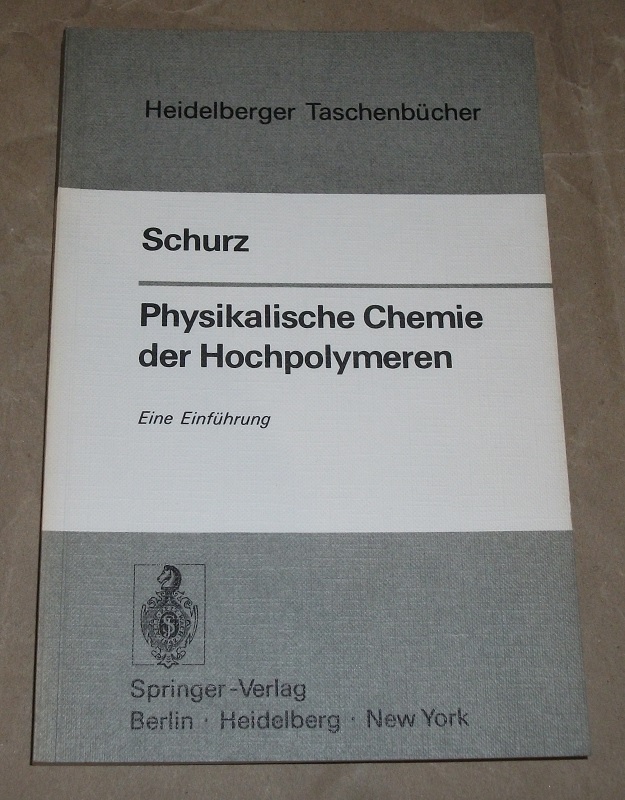 Heidelberger Taschenbücher
Schurz
Physikalische Chemie
der Hochpolymeren
Eine Einführung
Springer-Verlag
Berlin · Heidelberg · New York